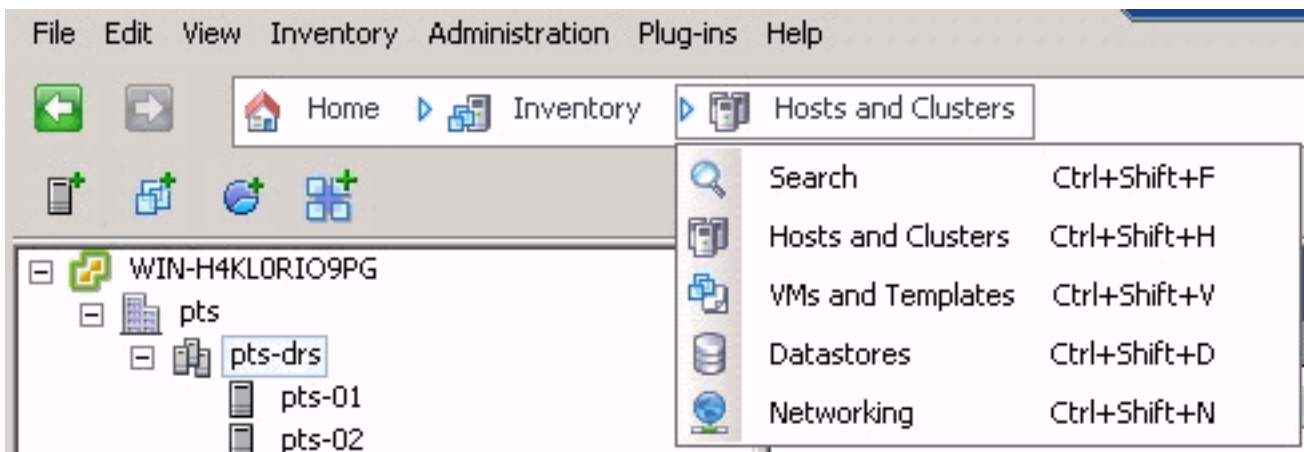 File Edit View Inventory Administration Plug-ins Help
Home Inventory Hosts and Clusters
Search Ctrl+Shift+F
Hosts and Clusters Ctrl+Shift+H
VMs and Templates Ctrl+Shift+V
Datastores Ctrl+Shift+D
Networking Ctrl+Shift+N
WIN-H4KL0RIO9PG
pts
pts-drs
pts-01
pts-02